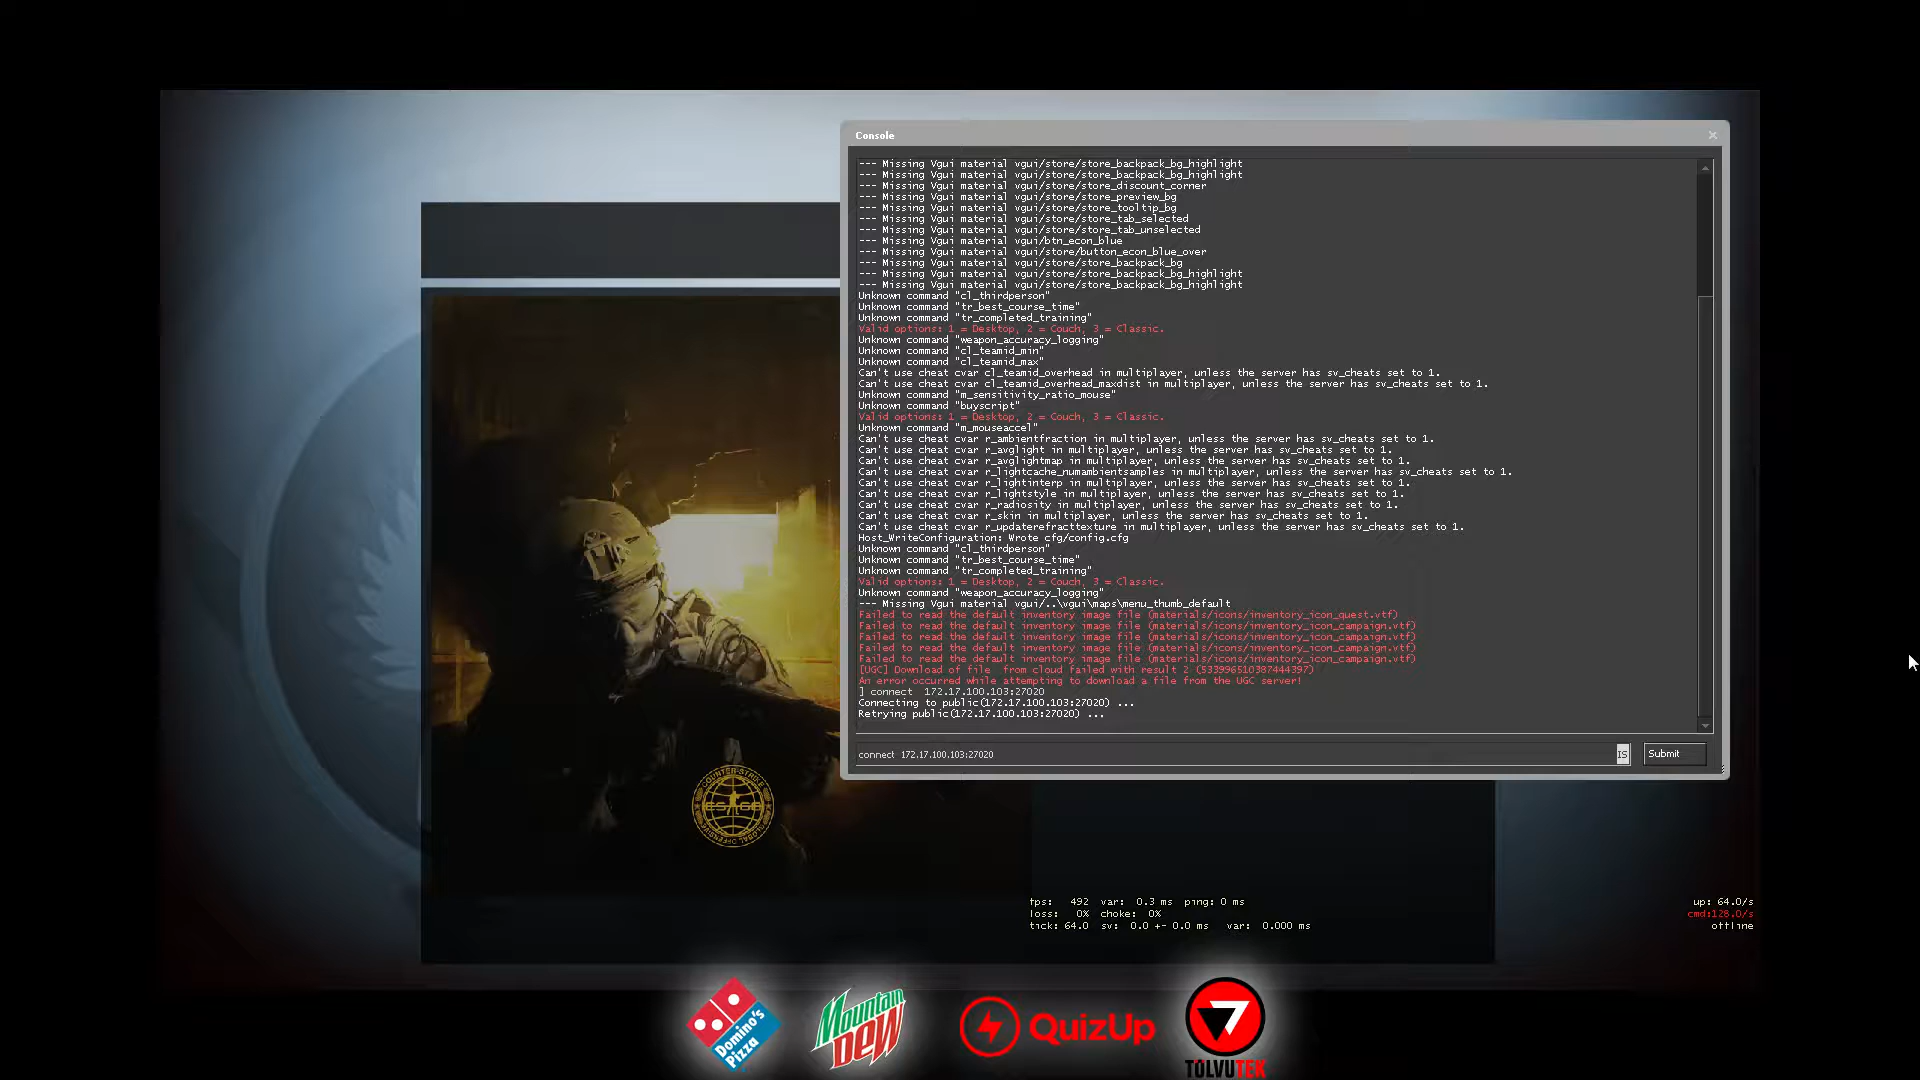 Console
--- Missing Vgui material vgui/store/store_backpack_bg_highlight
--- Missing Vgui material vgui/store/store_backpack_bg_highlight
--- Missing Vgui material vgui/store/store_discount_corner
--- Missing Vgui material vgui/store/store_preview_bg
--- Missing Vgui material vgui/store/store_tooltip_bg
--- Missing Vgui material vgui/store/store_tab_selected
--- Missing Vgui material vgui/store/store_tab_unselected
--- Missing Vgui material vgui/btn_econ_blue
--- Missing Vgui material vgui/store/button_econ_blue_over
--- Missing Vgui material vgui/store/store_backpack_bg
--- Missing Vgui material vgui/store/store_backpack_bg_highlight
--- Missing Vgui material vgui/store/store_backpack_bg_highlight
Unknown command "cl_thirdperson"
Unknown command "tr_best_course_time"
Unknown command "tr_completed_training"
Valid options: 1 = Desktop, 2 = Couch, 3 = Classic.
Unknown command "weapon_accuracy_logging"
Unknown command "cl_teamid_min"
Unknown command "cl_teamid_max"
Can't use cheat cvar cl_teamid_overhead in multiplayer, unless the server has sv_cheats set to 1.
Can't use cheat cvar cl_teamid_overhead_maxdist in multiplayer, unless the server has sv_cheats set to 1.
Unknown command "m_sensitivity_ratio_mouse"
Unknown command "buyscript"
Valid options: 1 = Desktop, 2 = Couch, 3 = Classic.
Unknown command "m_mouseaccel"
Can't use cheat cvar r_ambientfraction in multiplayer, unless the server has sv_cheats set to 1.
Can't use cheat cvar r_avglight in multiplayer, unless the server has sv_cheats set to 1.
Can't use cheat cvar r_avglightmap in multiplayer, unless the server has sv_cheats set to 1.
Can't use cheat cvar r_lightcache_numambientsamples in multiplayer, unless the server has sv_cheats set to 1.
Can't use cheat cvar r_lightinterp in multiplayer, unless the server has sv_cheats set to 1.
Can't use cheat cvar r_lightstyle in multiplayer, unless the server has sv_cheats set to 1.
Can't use cheat cvar r_radiosity in multiplayer, unless the server has sv_cheats set to 1.
Can't use cheat cvar r_skin in multiplayer, unless the server has sv_cheats set to 1.
Can't use cheat cvar r_updaterefracttexture in multiplayer, unless the server has sv_cheats set to 1.
Host_WriteConfiguration: Wrote cfg/config.cfg
Unknown command "cl_thirdperson"
Unknown command "tr_best_course_time"
Unknown command "tr_completed_training"
Valid options: 1 = Desktop, 2 = Couch, 3 = Classic.
Unknown command "weapon_accuracy_logging"
--- Missing Vgui material vgui/..\vgui\maps\menu_thumb_default
Failed to read the default inventory image file (materials/icons/inventory_icon_quest.vtf)
Failed to read the default inventory image file (materials/icons/inventory_icon_campaign.vtf)
Failed to read the default inventory image file (materials/icons/inventory_icon_campaign.vtf)
Failed to read the default inventory image file (materials/icons/inventory_icon_campaign.vtf)
Failed to read the default inventory image file (materials/icons/inventory_icon_campaign.vtf)
[UGC] Download of file  from cloud failed with result 2 (533996510387444397)
An error occurred while attempting to download a file from the UGC server!
] connect  172.17.100.103:27020
Connecting to public(172.17.100.103:27020) ...
Retrying public(172.17.100.103:27020) ...
connect  172.17.100.103:27020
IS
Submit
COUNTER-STRIKE
CS GO
GLOBAL OFFENSIVE
fps: 492 var: 0.3 ms ping: 0 ms
loss: 0% choke: 0%
tick: 64.0 sv: 0.0 +- 0.0 ms var: 0.000 ms
up: 64.0/s
cmd:128.0/s
offline
Domino's
Pizza
Mountain
DEW
QuizUp
TÖLVUTEK